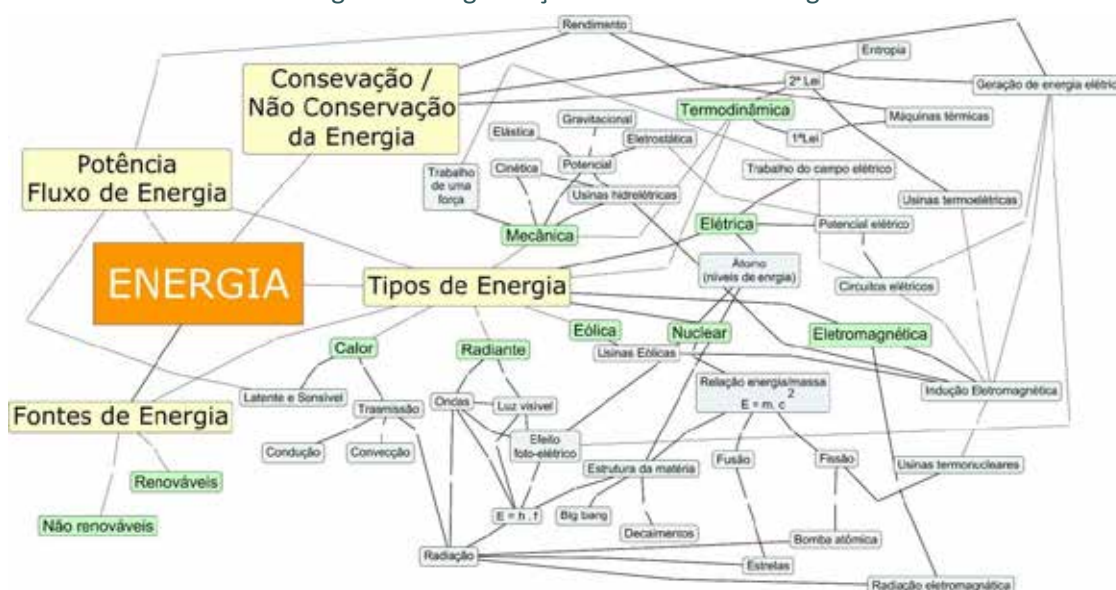 Rendimento
Consevação /
Não Conservação
da Energia
Entropia
2ª Lei
Geração de energia elétric
Termodinâmica
Máquinas térmicas
1ªLei
Gravitacional
Elástica
Eletrostática
Potencial
Cinética
Trabalho
de uma
força
Trabalho do campo elétrico
Usinas hidrelétricas
Usinas termoelétricas
Potência
Fluxo de Energia
Mecânica
Elétrica
Potencial elétrico
ENERGIA
Tipos de Energia
Átomo
(níveis de enrgia)
Circuitos elétricos
Eólica
Nuclear
Eletromagnética
Calor
Radiante
Usinas Eólicas
Relação energia/massa
E = m. c 2
Indução Eletromagnética
Latente e Sensível
Trasmissão
Ondas
Luz visível
Fontes de Energia
Condução
Convecção
Efeito
foto-elétrico
Estrutura da matéria
Fusão
Fissão
Usinas termonucleares
Renováveis
Não renováveis
E = h . f
Big bang
Decaimentos
Bomba atômica
Radiação
Estrelas
Radiação eletromagnática